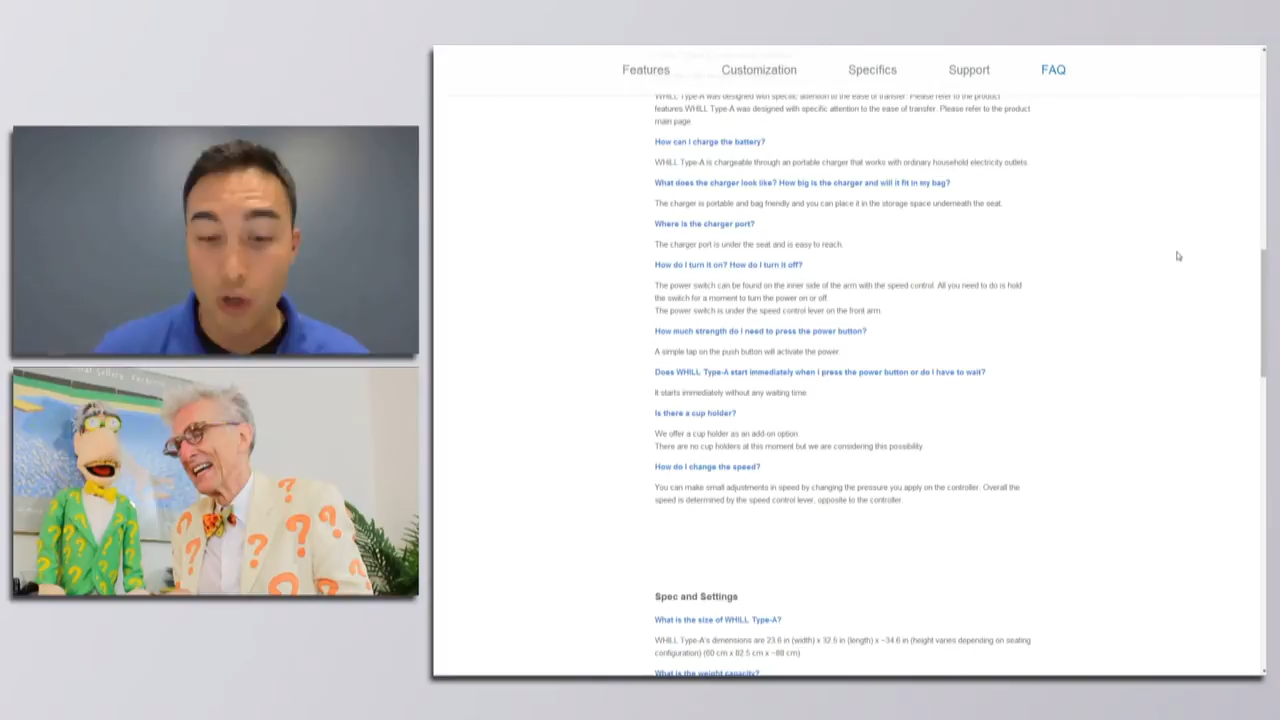 Features Customization Specifics Support FAQ
WHILL Type-A was designed with specific attention to the ease of transfer. Please refer to the product
features.WHILL Type-A was designed with specific attention to the ease of transfer. Please refer to the product
main page
How can I charge the battery?
WHILL Type-A is chargeable through an portable charger that works with ordinary household electricity outlets.
What does the charger look like? How big is the charger and will it fit in my bag?
The charger is portable and bag friendly and you can place it in the storage space underneath the seat.
Where is the charger port?
The charger port is under the seat and is easy to reach.
How do I turn it on? How do I turn it off?
The power switch can be found on the inner side of the arm with the speed control. All you need to do is hold
the switch for a moment to turn the power on or off.
The power switch is under the speed control lever on the front arm.
How much strength do I need to press the power button?
A simple tap on the push button will activate the power.
Does WHILL Type-A start immediately when I press the power button or do I have to wait?
It starts immediately without any waiting time.
Is there a cup holder?
We offer a cup holder as an add-on option.
There are no cup holders at this moment but we are considering this possibility.
How do I change the speed?
You can make small adjustments in speed by changing the pressure you apply on the controller. Overall the
speed is determined by the speed control lever, opposite to the controller.
Spec and Settings
What is the size of WHILL Type-A?
WHILL Type-A's dimensions are 23.6 in (width) x 32.5 in (length) x ~34.6 in (height varies depending on seating
configuration) (60 cm x 82.5 cm x ~88 cm)
What is the weight capacity?